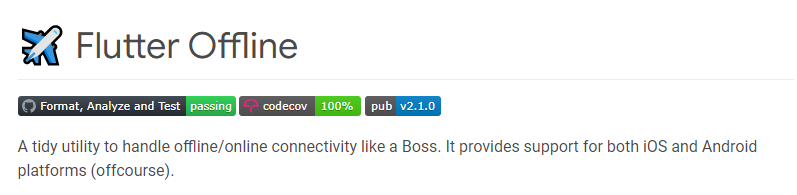 Flutter Offline
Format, Analyze and Test passing codecov 100% pub v2.1.0
A tidy utility to handle offline/online connectivity like a Boss. It provides support for both iOS and Android
platforms (offcourse).